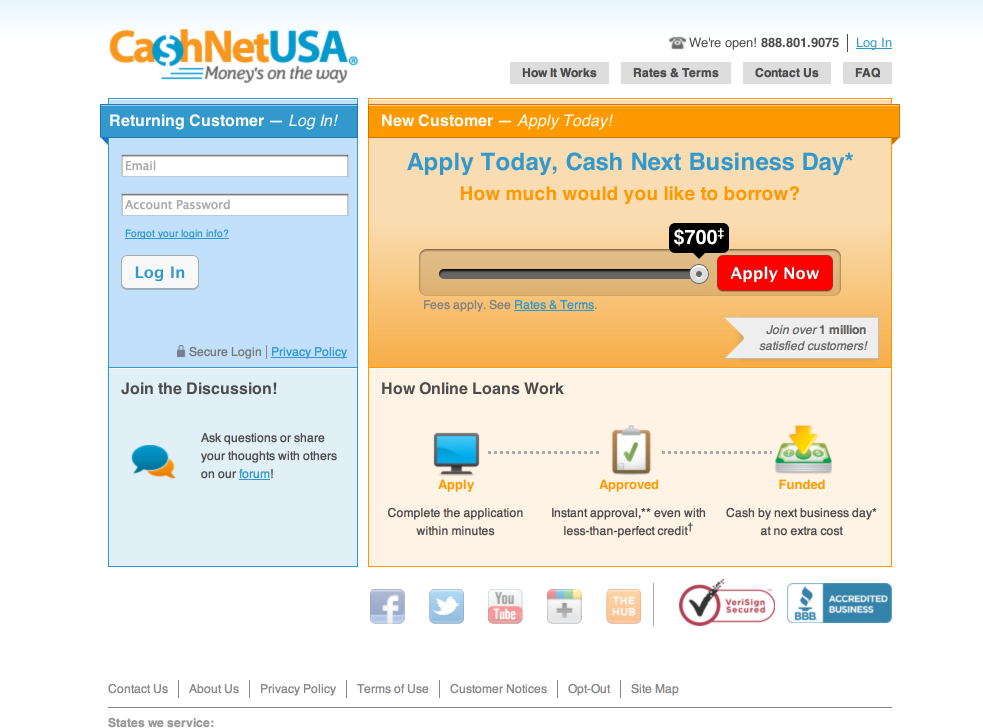 CashNetUSA®
Money's on the way
We're open! 888.801.9075 | Log In
How It Works
Rates & Terms
Contact Us
FAQ
Returning Customer — Log In!
Email
Account Password
Forgot your login info?
Log In
Secure Login | Privacy Policy
New Customer — Apply Today!
Apply Today, Cash Next Business Day*
How much would you like to borrow?
$700‡
Apply Now
Fees apply. See Rates & Terms.
Join over 1 million
satisfied customers!
Join the Discussion!
Ask questions or share
your thoughts with others
on our forum!
How Online Loans Work
Apply
Complete the application
within minutes
Approved
Instant approval,** even with
less-than-perfect credit†
Funded
Cash by next business day*
at no extra cost
You
Tube
THE
HUB
VeriSign
Secured
BBB
ACCREDITED
BUSINESS
Contact Us | About Us | Privacy Policy | Terms of Use | Customer Notices | Opt-Out | Site Map
States we service: